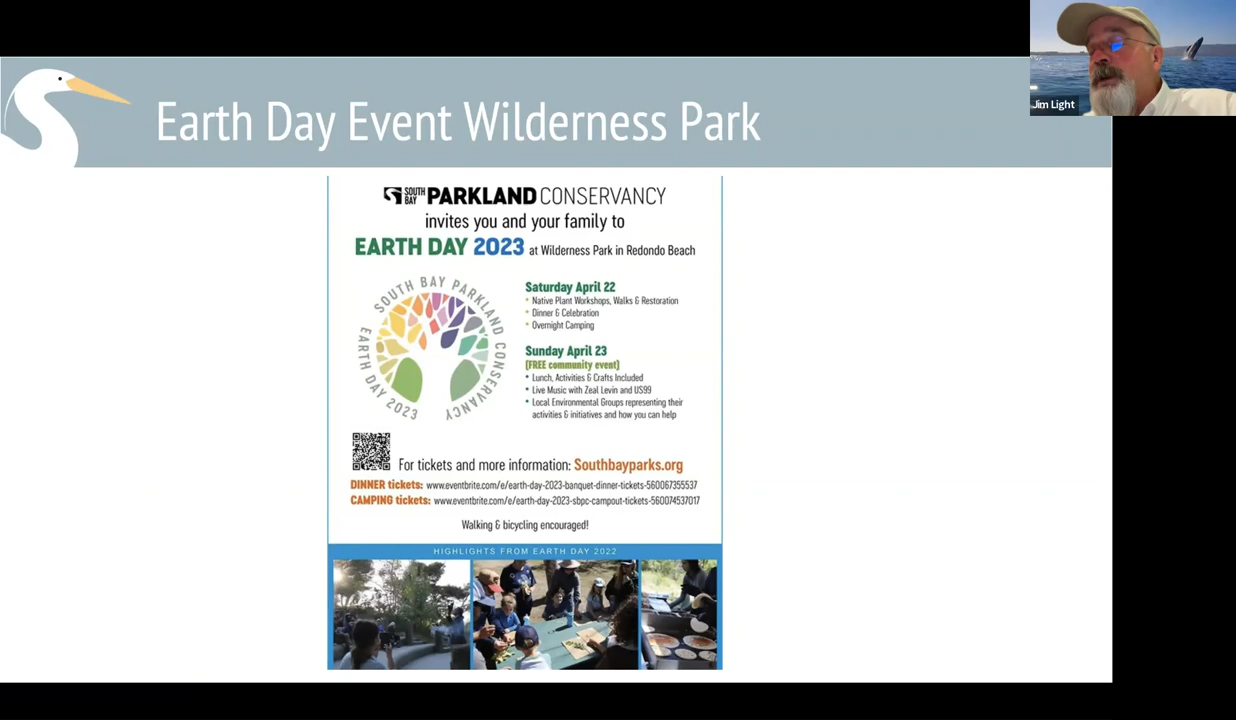 Jim Light
Earth Day Event Wilderness Park
SOUTH BAY PARKLAND CONSERVANCY
invites you and your family to
EARTH DAY 2023 at Wilderness Park in Redondo Beach
SOUTH BAY PARKLAND CONSERVANCY
EARTH DAY 2023
Saturday April 22
• Native Plant Workshops, Walks & Restoration
• Dinner & Celebration
• Overnight Camping
Sunday April 23
(FREE community event)
• Lunch, Activities & Crafts Included
• Live Music with Zeal Levin and US99
• Local Environmental Groups representing their
activities & initiatives and how you can help
For tickets and more information: Southbayparks.org
DINNER tickets: www.eventbrite.com/e/earth-day-2023-banquet-dinner-tickets-560067355537
CAMPING tickets: www.eventbrite.com/e/earth-day-2023-sbpc-campout-tickets-560074537017
Walking & bicycling encouraged!
HIGHLIGHTS FROM EARTH DAY 2022